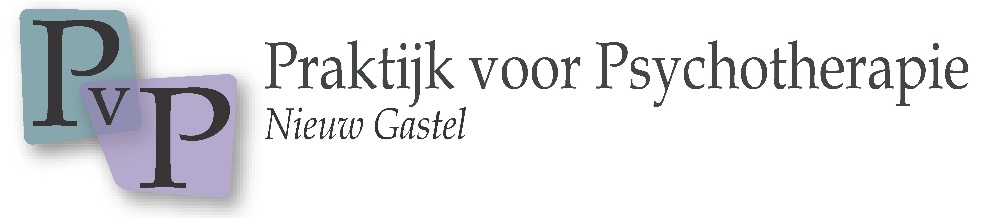 PvP
Praktijk voor Psychotherapie
Nieuw Gastel